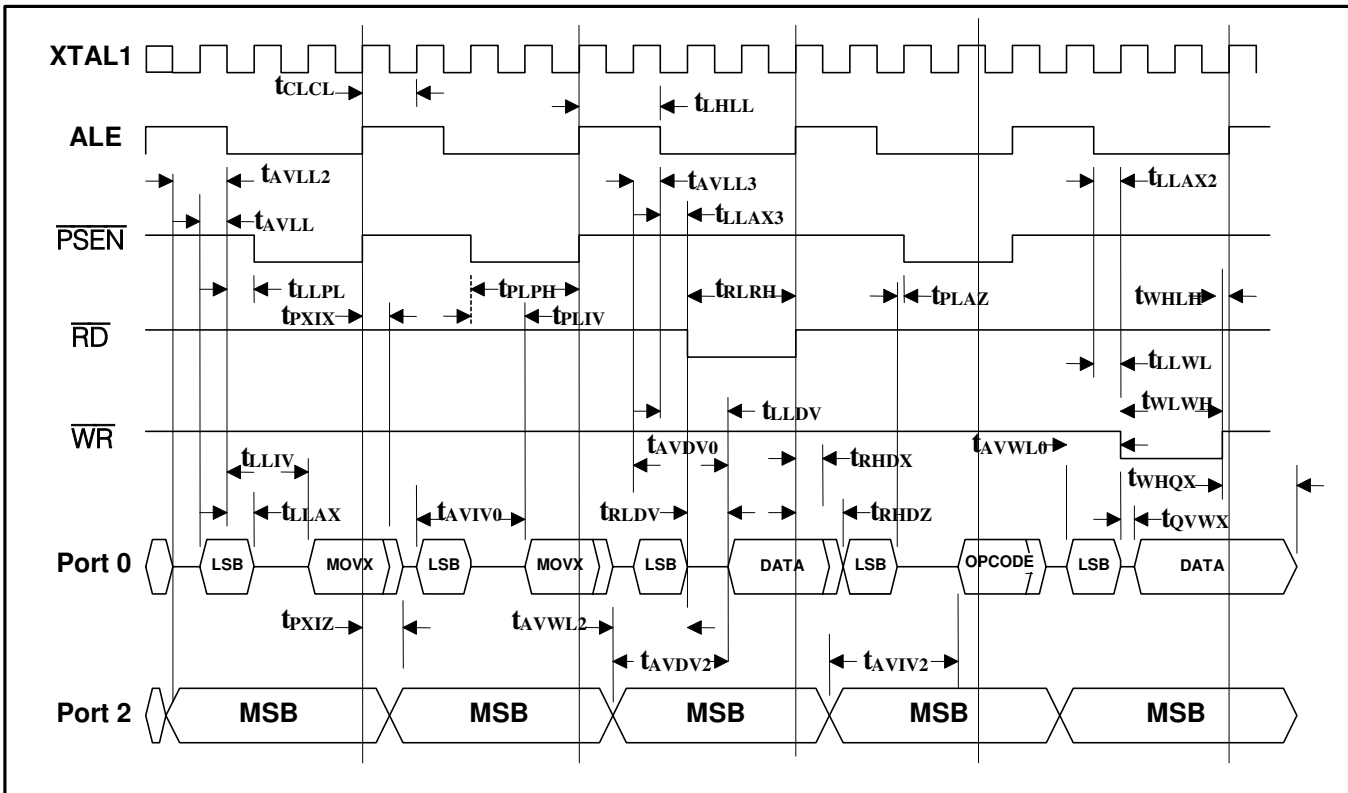 XTAL1
tCLCL
tLHLL
ALE
tAVLL2
tAVLL3
tLLAX2
tAVLL
tLLAX3
PSEN
tLLPL
tPLPH
tRLRH
tPLAZ
tWHLH
tPXIX
tPLIV
RD
tLLWL
tWLWH
tLLDV
WR
tAVDV0
tAVWL0
tLLIV
tRHDX
tWHQX
tLLAX
tAVIV0
tRLDV
tRHDZ
tQVWX
Port 0
LSB
MOVX
LSB
MOVX
LSB
DATA
LSB
OPCODE
LSB
DATA
tPXIZ
tAVWL2
tAVDV2
tAVIV2
Port 2
MSB
MSB
MSB
MSB
MSB